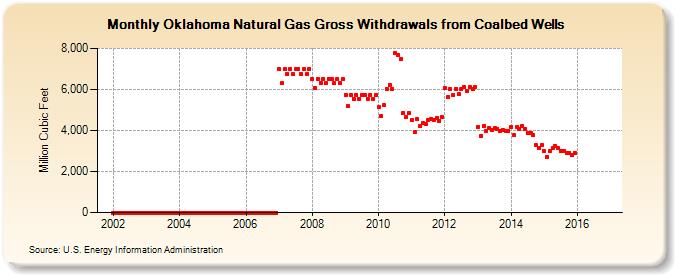 Monthly Oklahoma Natural Gas Gross Withdrawals from Coalbed Wells
Million Cubic Feet
8,000
6,000
4,000
2,000
0
2002 2004 2006 2008 2010 2012 2014 2016
Source: U.S. Energy Information Administration